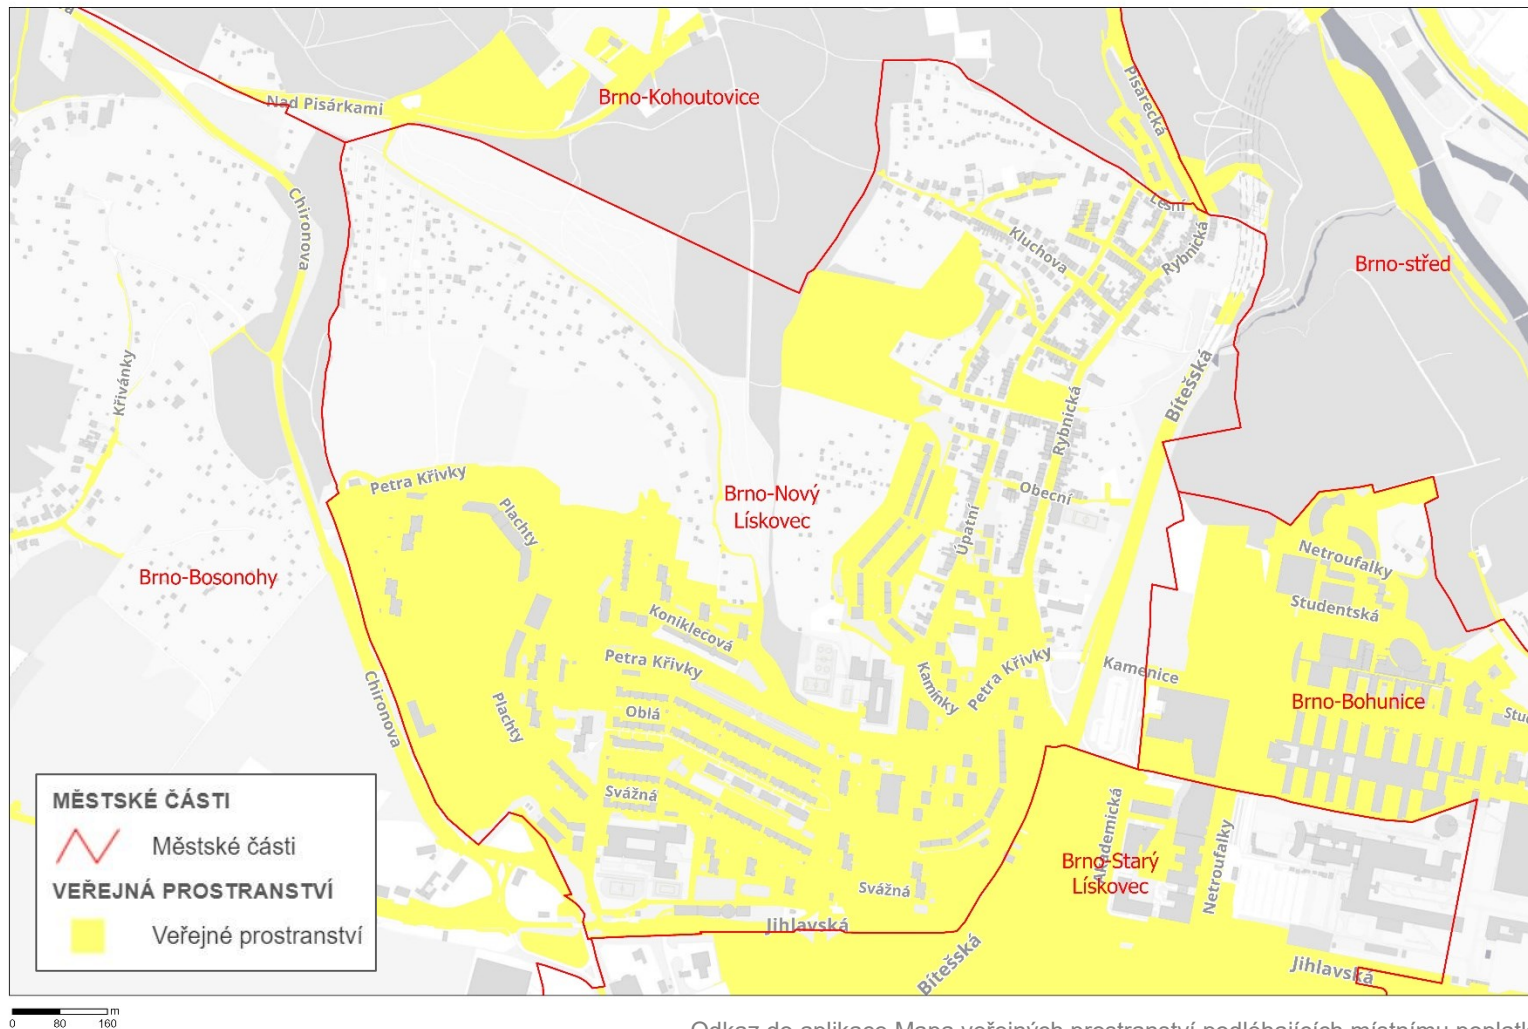 Nad Pisárkami
Brno-Kohoutovice
Pisárecká
Chironova
Lesní
Kluchova
Rybnická
Brno-střed
Křivánky
Bítešská
Rybnická
Petra Křivky
Plachty
Brno-Nový
Lískovec
Obecní
Úpatní
Netroufalky
Studentská
Brno-Bosonohy
Koniklecová
Petra Křivky
Kamínky
Petra Křivky
Kamenice
Brno-Bohunice
Chironova
Plachty
Oblá
Svážná
Akademická
Netroufalky
Brno-Starý
Lískovec
Svážná
Jihlavská
Bítešská
Jihlavská
MĚSTSKÉ ČÁSTI
Městské části
VEŘEJNÁ PROSTRANSTVÍ
Veřejné prostranství
m
0 80 160